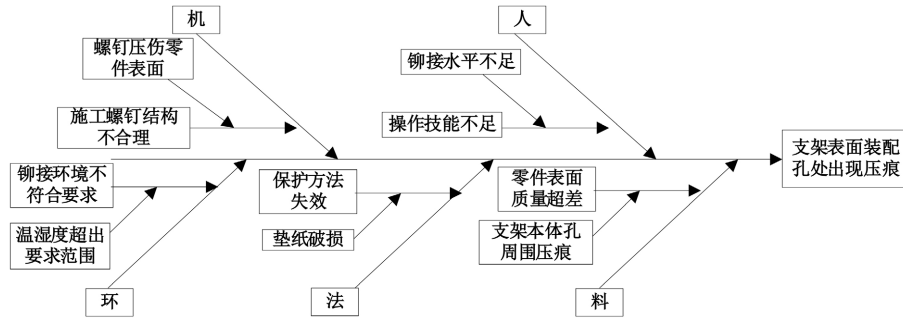 机
人
螺钉压伤零
件表面
铆接水平不足
施工螺钉结构
不合理
操作技能不足
支架表面装配
孔处出现压痕
铆接环境不
符合要求
保护方法
失效
零件表面
质量超差
温湿度超出
要求范围
垫纸破损
支架本体孔
周围压痕
环
法
料